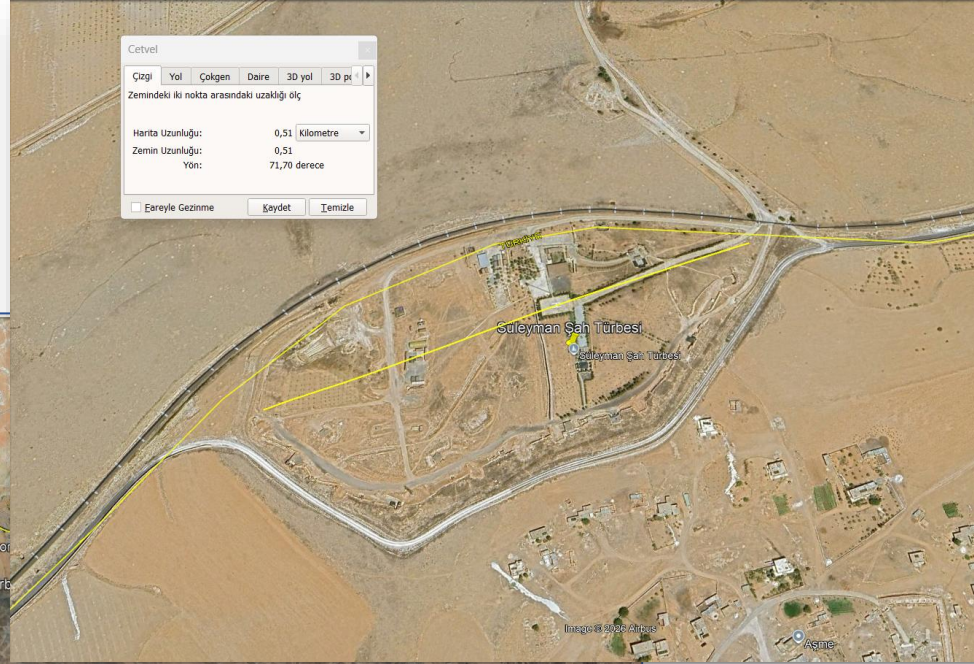 Cetvel
Çizgi Yol Çokgen Daire 3D yol 3D po
Zemindeki iki nokta arasındaki uzaklığı ölç
Harita Uzunluğu: 0,51 Kilometre
Zemin Uzunluğu: 0,51
Yön: 71,70 derece
Fareyle Gezinme Kaydet Temizle
Süleyman Şah Türbesi
Süleyman Şah Türbesi
Image © 2025 Airbus
Aşme